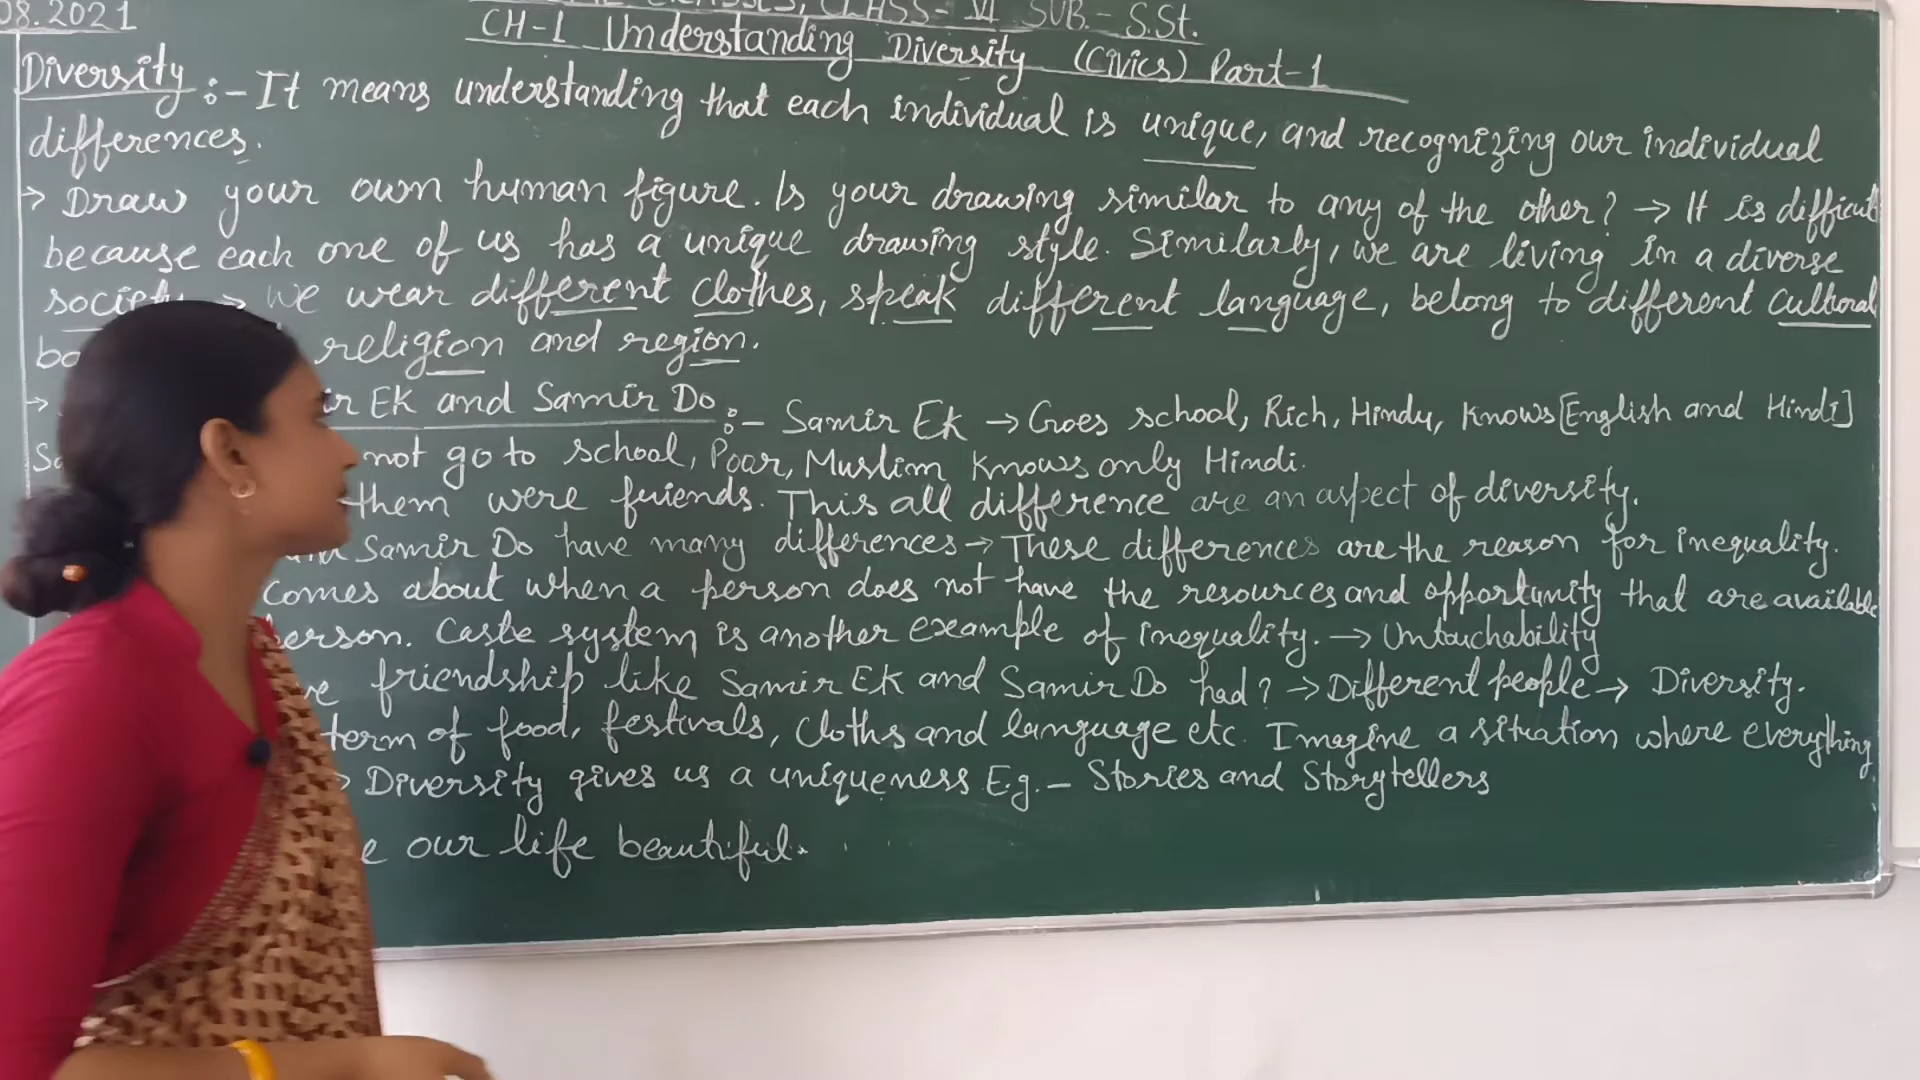 08.2021
CLASSES, CLASS- VI SUB.- S.St.
CH-1 Understanding Diversity (Civics) Part-1
Diversity :- It means understanding that each individual is unique, and recognizing our individual
differences.
→ Draw your own human figure. Is your drawing similar to any of the other? → It is difficult
because each one of us has a unique drawing style. Similarly, we are living in a diverse
society → We wear different clothes, speak different language, belong to different cultural
religion and region.
→ Ek and Samir Do :- Samir Ek → Goes school, Rich, Hindu, Knows [English and Hindi]
not go to school, Poar, Muslim Knows only Hindi.
them were friends. This all difference are an aspect of diversity.
Samir Do have many differences → These differences are the reason for inequality.
comes about when a person does not have the resources and opportunity that are available
person. Caste system is another example of inequality. → Untouchability
friendship like Samir Ek and Samir Do had? → Different people → Diversity.
term of food, festivals, Cloths and language etc. Imagine a situation where everything
→ Diversity gives us a uniqueness E.g. - Stories and Storytellers
our life beautiful.